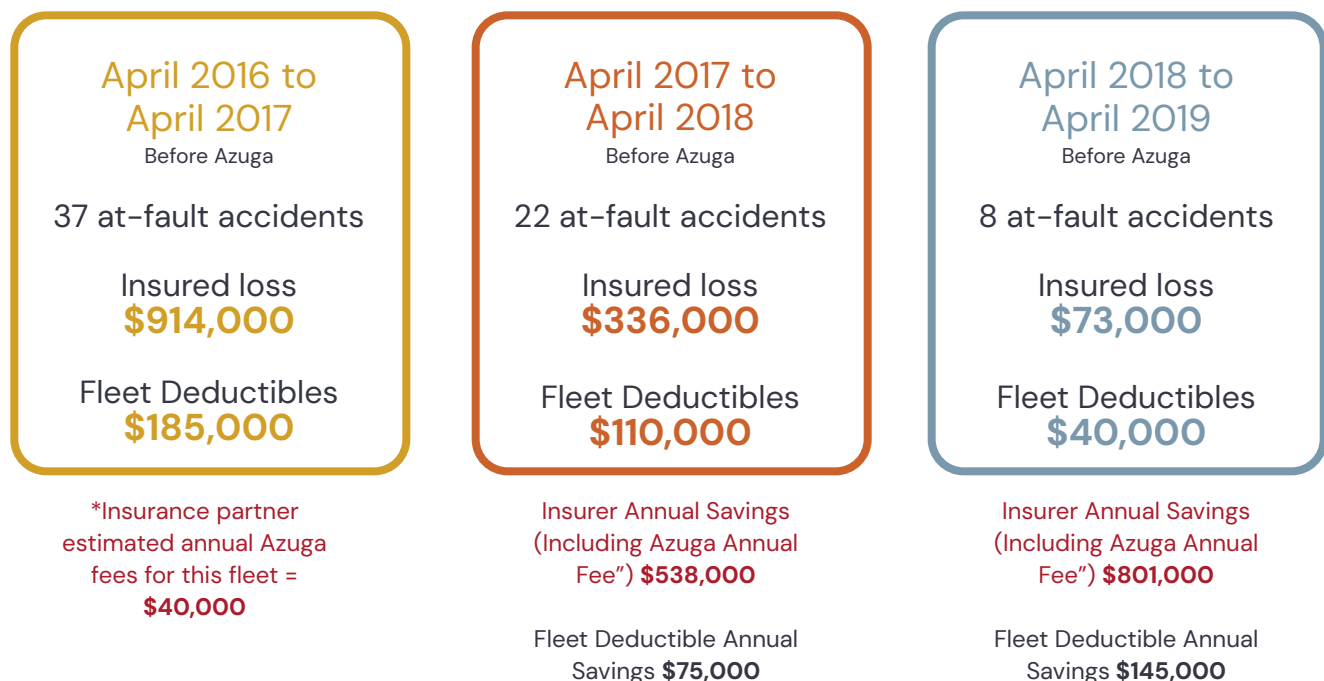 April 2016 to
April 2017
Before Azuga
37 at-fault accidents
Insured loss
$914,000
Fleet Deductibles
$185,000
*Insurance partner
estimated annual Azuga
fees for this fleet =
$40,000
April 2017 to
April 2018
Before Azuga
22 at-fault accidents
Insured loss
$336,000
Fleet Deductibles
$110,000
Insurer Annual Savings
(Including Azuga Annual
Fee”) $538,000
Fleet Deductible Annual
Savings $75,000
April 2018 to
April 2019
Before Azuga
8 at-fault accidents
Insured loss
$73,000
Fleet Deductibles
$40,000
Insurer Annual Savings
(Including Azuga Annual
Fee”) $801,000
Fleet Deductible Annual
Savings $145,000